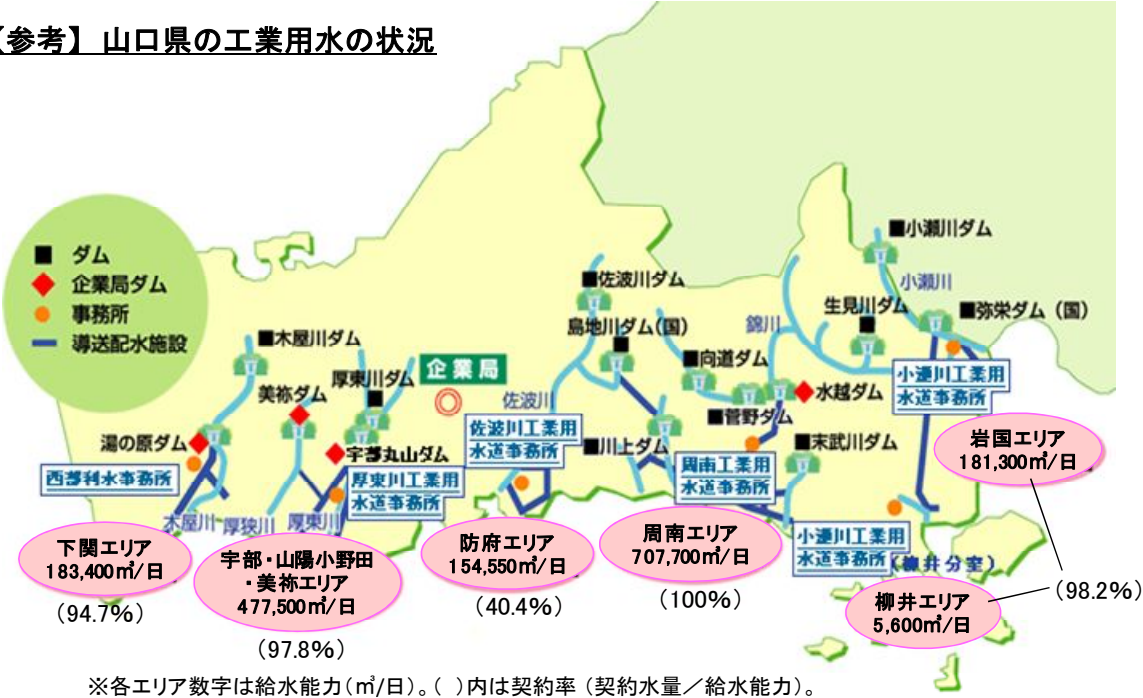 【参考】 山口県の工業用水の状況
■ ダム
◆ 企業局ダム
● 事務所
ー 導送配水施設
■小瀬川ダム
小瀬川
■弥栄ダム（国）
生見川ダム
■佐波川ダム
島地川ダム(国)
錦川
■向道ダム
水越ダム
■菅野ダム
小瀬川工業用
水道事務所
■木屋川ダム
美祢ダム
厚東川ダム
企業局
佐波川
佐波川工業用
水道事務所
■川上ダム
■末武川ダム
周南工業用
水道事務所
湯の原ダム
宇部丸山ダム
西部利水事務所
厚東川工業用
水道事務所
木屋川
厚狭川
厚東川
小瀬川工業用
水道事務所
（柳井分室）
岩国エリア
181,300㎥/日
下関エリア
183,400㎥/日
（94.7%）
宇部・山陽小野田
・美祢エリア
477,500㎥/日
（97.8%）
防府エリア
154,550㎥/日
（40.4%）
周南エリア
707,700㎥/日
（100%）
柳井エリア
5,600㎥/日
（98.2%）
※各エリア数字は給水能力（㎥/日）。（ ）内は契約率（契約水量／給水能力）。